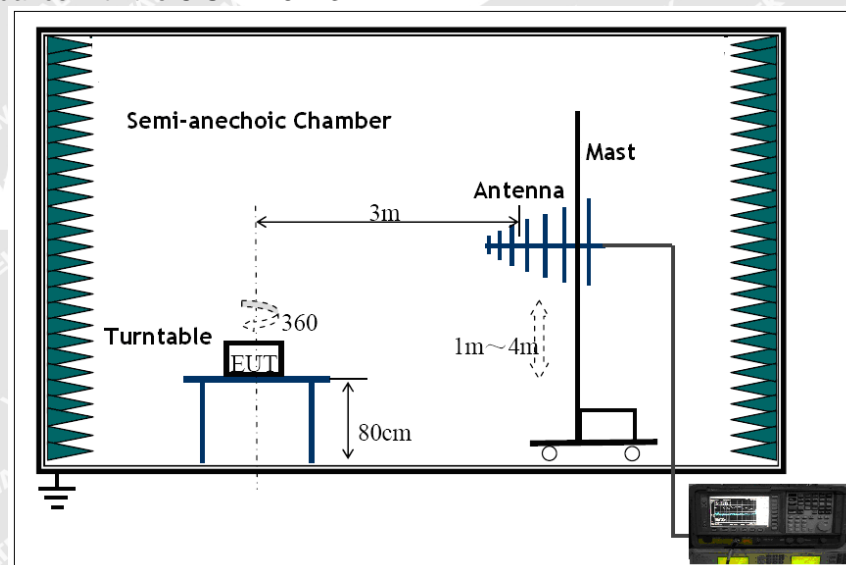 Semi-anechoic Chamber
Mast
Antenna
3m
360
Turntable
EUT
1m～4m
80cm